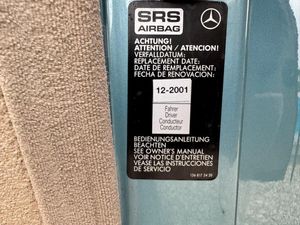 SRS
AIRBAG
ACHTUNG!
ATTENTION / ATENCION!
VERFALLDATUM:
REPLACEMENT DATE:
DATE DE REMPLACEMENT:
FECHA DE RENOVACION:
12-2001
Fahrer
Driver
Conducteur
Conductor
BEDIENUNGSANLEITUNG
BEACHTEN
SEE OWNER'S MANUAL
VOIR NOTICE D'ENTRETIEN
VEASE LAS INSTRUCCIONES
DE SERVICIO